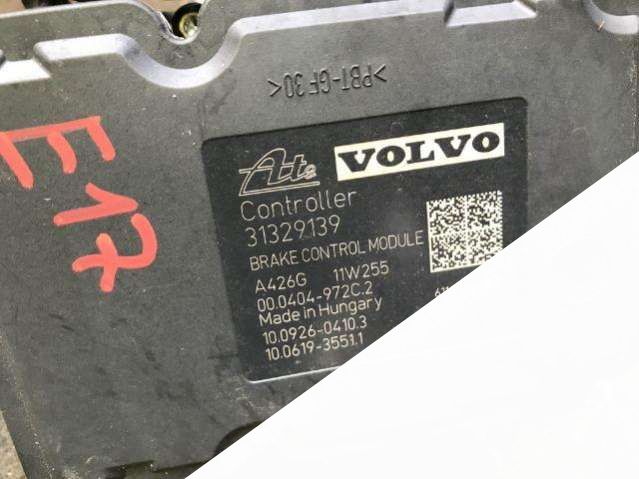 >PBT-GF30<
E17
Ate VOLVO
Controller
31329139
BRAKE CONTROL MODULE
A426G 11W255
00.0404-972C.2
Made in Hungary
10.0926-0410.3
10.0619-3551.1